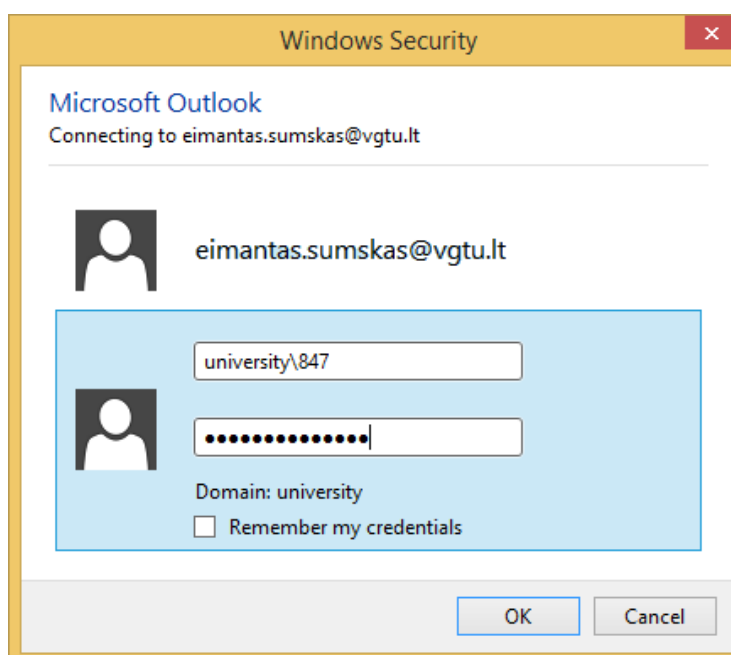 Windows Security
Microsoft Outlook
Connecting to eimantas.sumskas@vgtu.lt
eimantas.sumskas@vgtu.lt
university\847
●●●●●●●●●●●●●●
Domain: university
Remember my credentials
OK Cancel